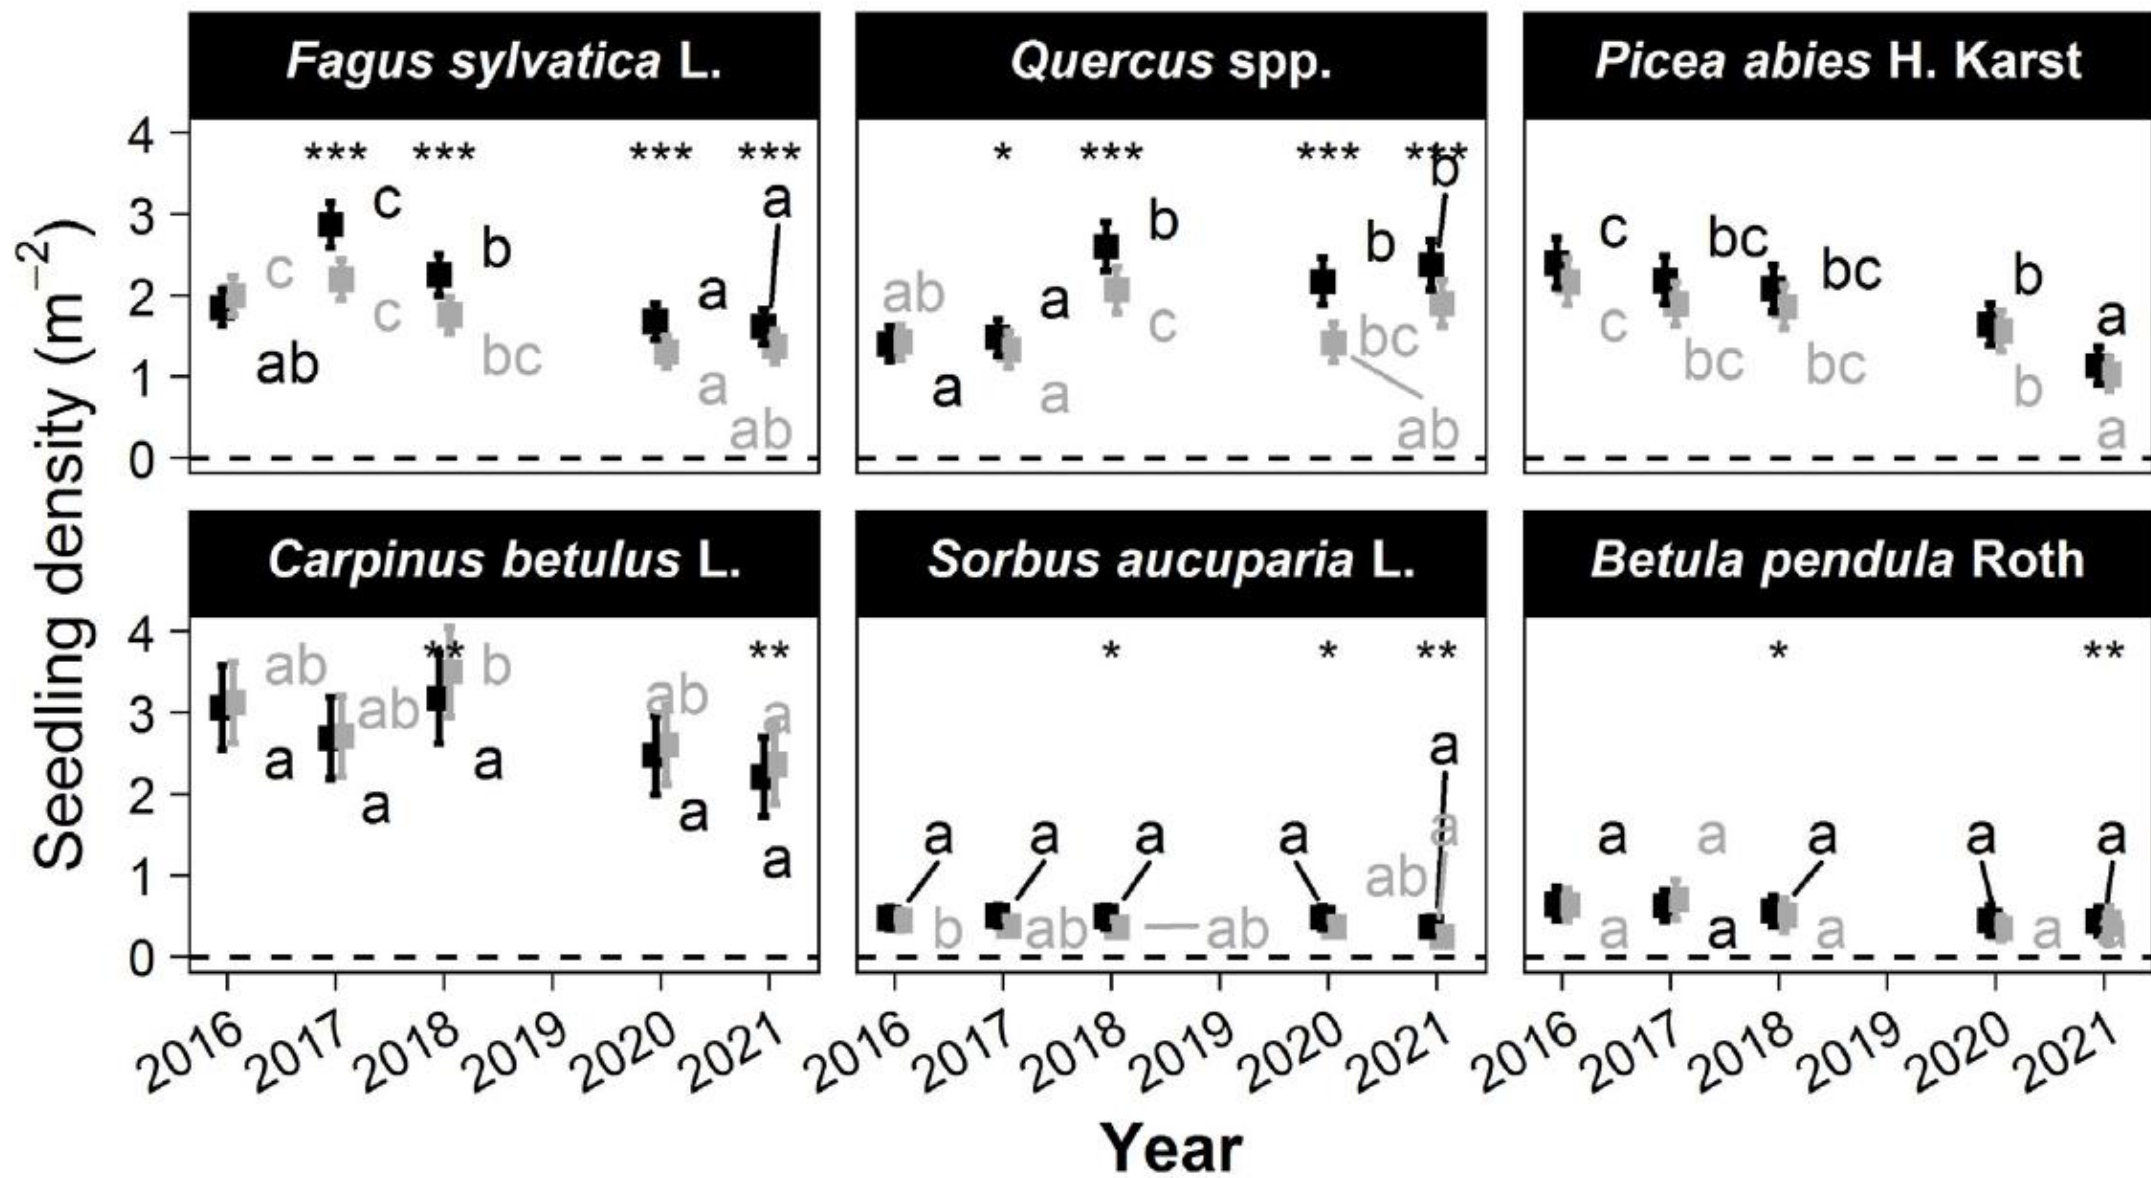 Fagus sylvatica L. Quercus spp. Picea abies H. Karst
Seedling density (m⁻²)
4
3
2
1
0
*** *** *** ***
c
b
a
a
ab
c
c
bc
a
ab
* *** *** ***
b
b
b
a
a
ab
c
bc
a
ab
c
bc
bc
b
a
c
bc
bc
b
a
Carpinus betulus L. Sorbus aucuparia L. Betula pendula Roth
4
3
2
1
0
** **
ab
ab
b
ab
a
a
a
a
a
a
* * **
a
a
a
a
a
a
ab
b
ab
ab
* **
a
a
a
a
a
a
a
a
a
a
2016 2017 2018 2019 2020 2021 2016 2017 2018 2019 2020 2021 2016 2017 2018 2019 2020 2021
Year